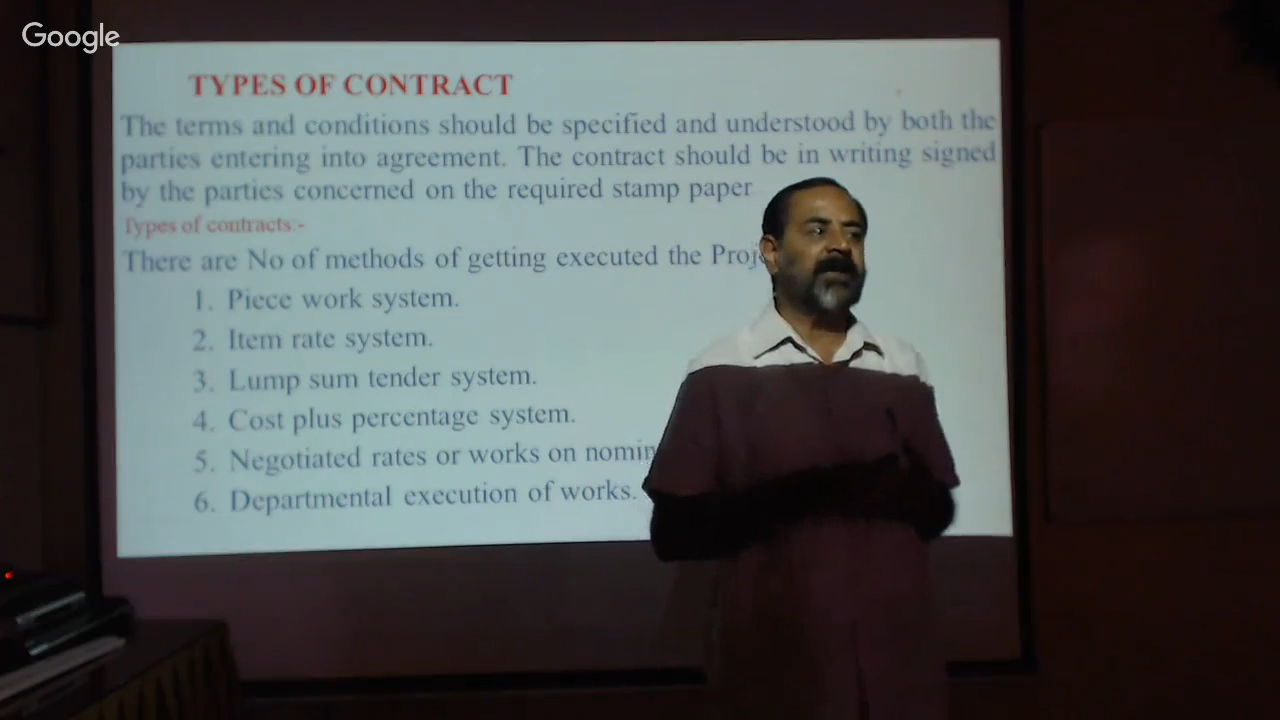 Google
TYPES OF CONTRACT
The terms and conditions should be specified and understood by both the
parties entering into agreement. The contract should be in writing signed
by the parties concerned on the required stamp paper
Types of contracts:-
There are No of methods of getting executed the
1. Piece work system.
2. Item rate system.
3. Lump sum tender system.
4. Cost plus percentage system.
5. Negotiated rates or works on
6. Departmental execution of works.